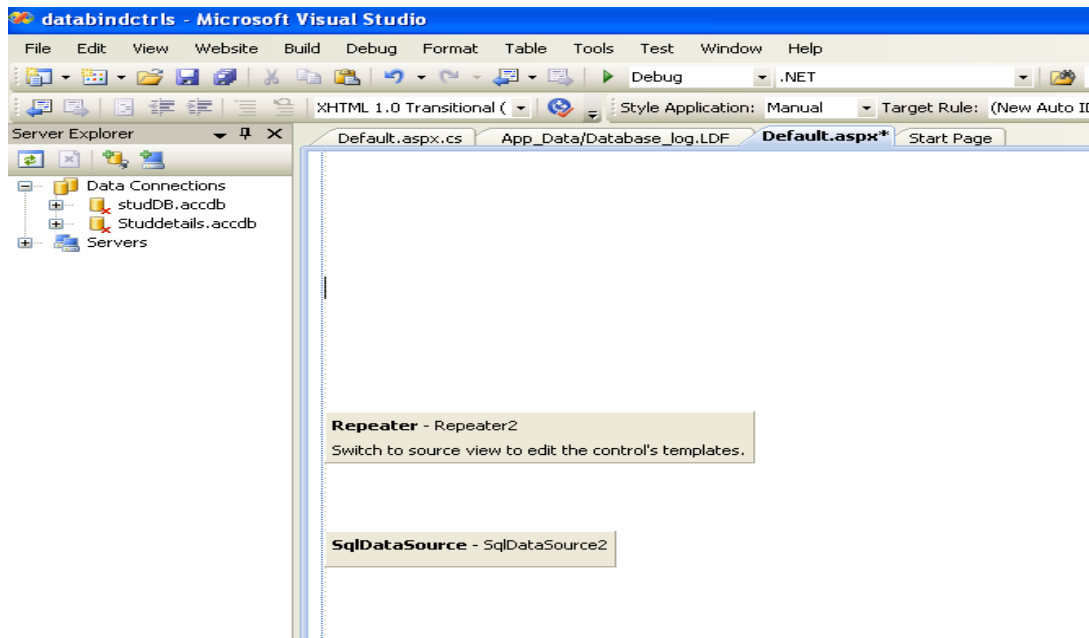 databindctrls - Microsoft Visual Studio
File Edit View Website Build Debug Format Table Tools Test Window Help
Debug .NET
XHTML 1.0 Transitional ( Style Application: Manual Target Rule: (New Auto ID
Server Explorer
Default.aspx.cs App_Data/Database_log.LDF Default.aspx* Start Page
Data Connections
studDB.accdb
Studdetails.accdb
Servers
Repeater - Repeater2
Switch to source view to edit the control's templates.
SqlDataSource - SqlDataSource2